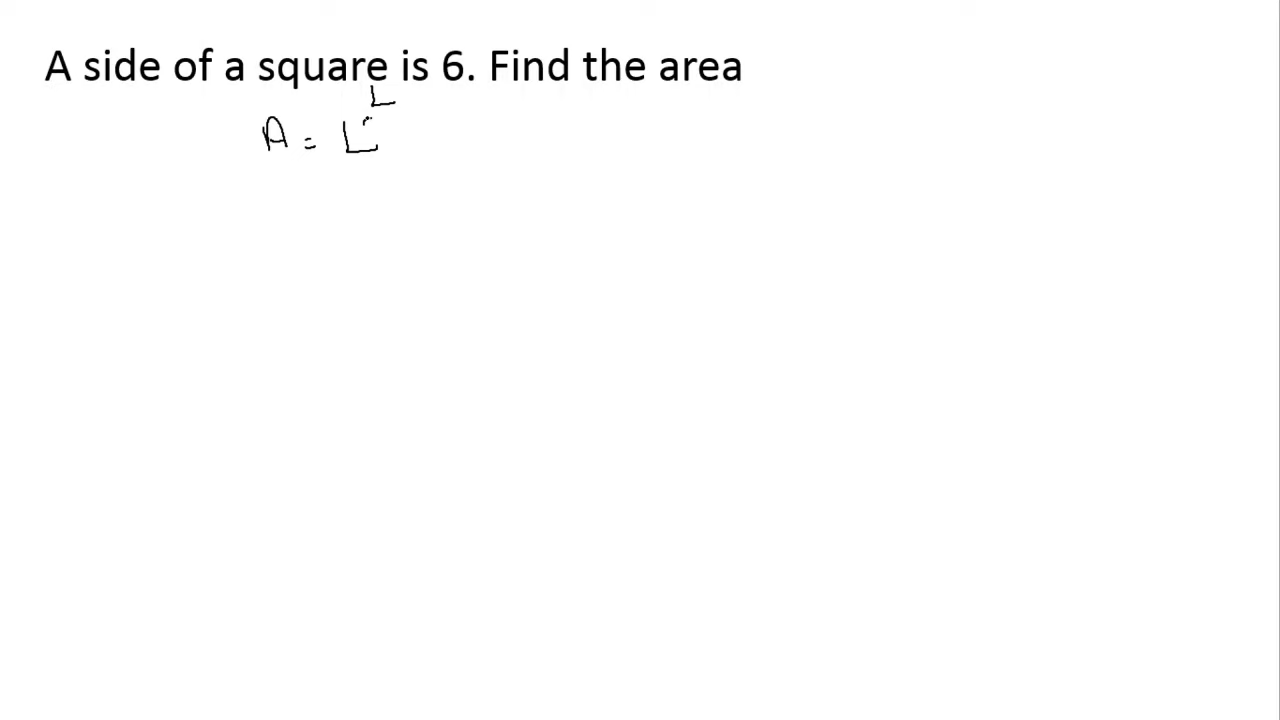 A side of a square is 6. Find the area
A = L^L